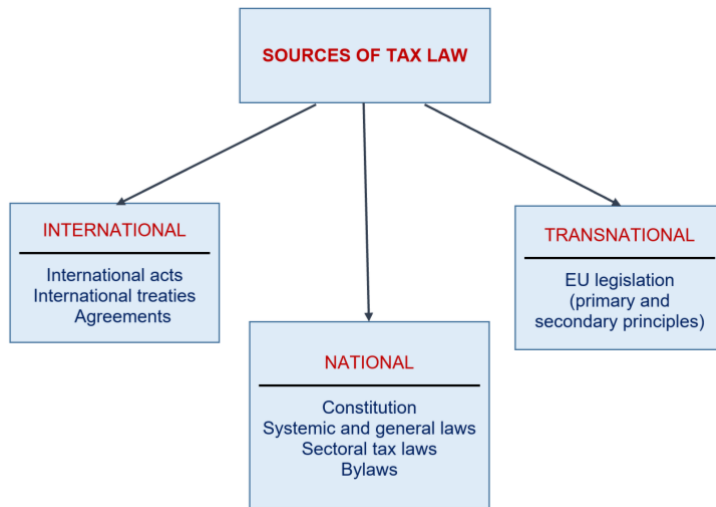 SOURCES OF TAX LAW
INTERNATIONAL
International acts
International treaties
Agreements
NATIONAL
Constitution
Systemic and general laws
Sectoral tax laws
Bylaws
TRANSNATIONAL
EU legislation
(primary and
secondary principles)